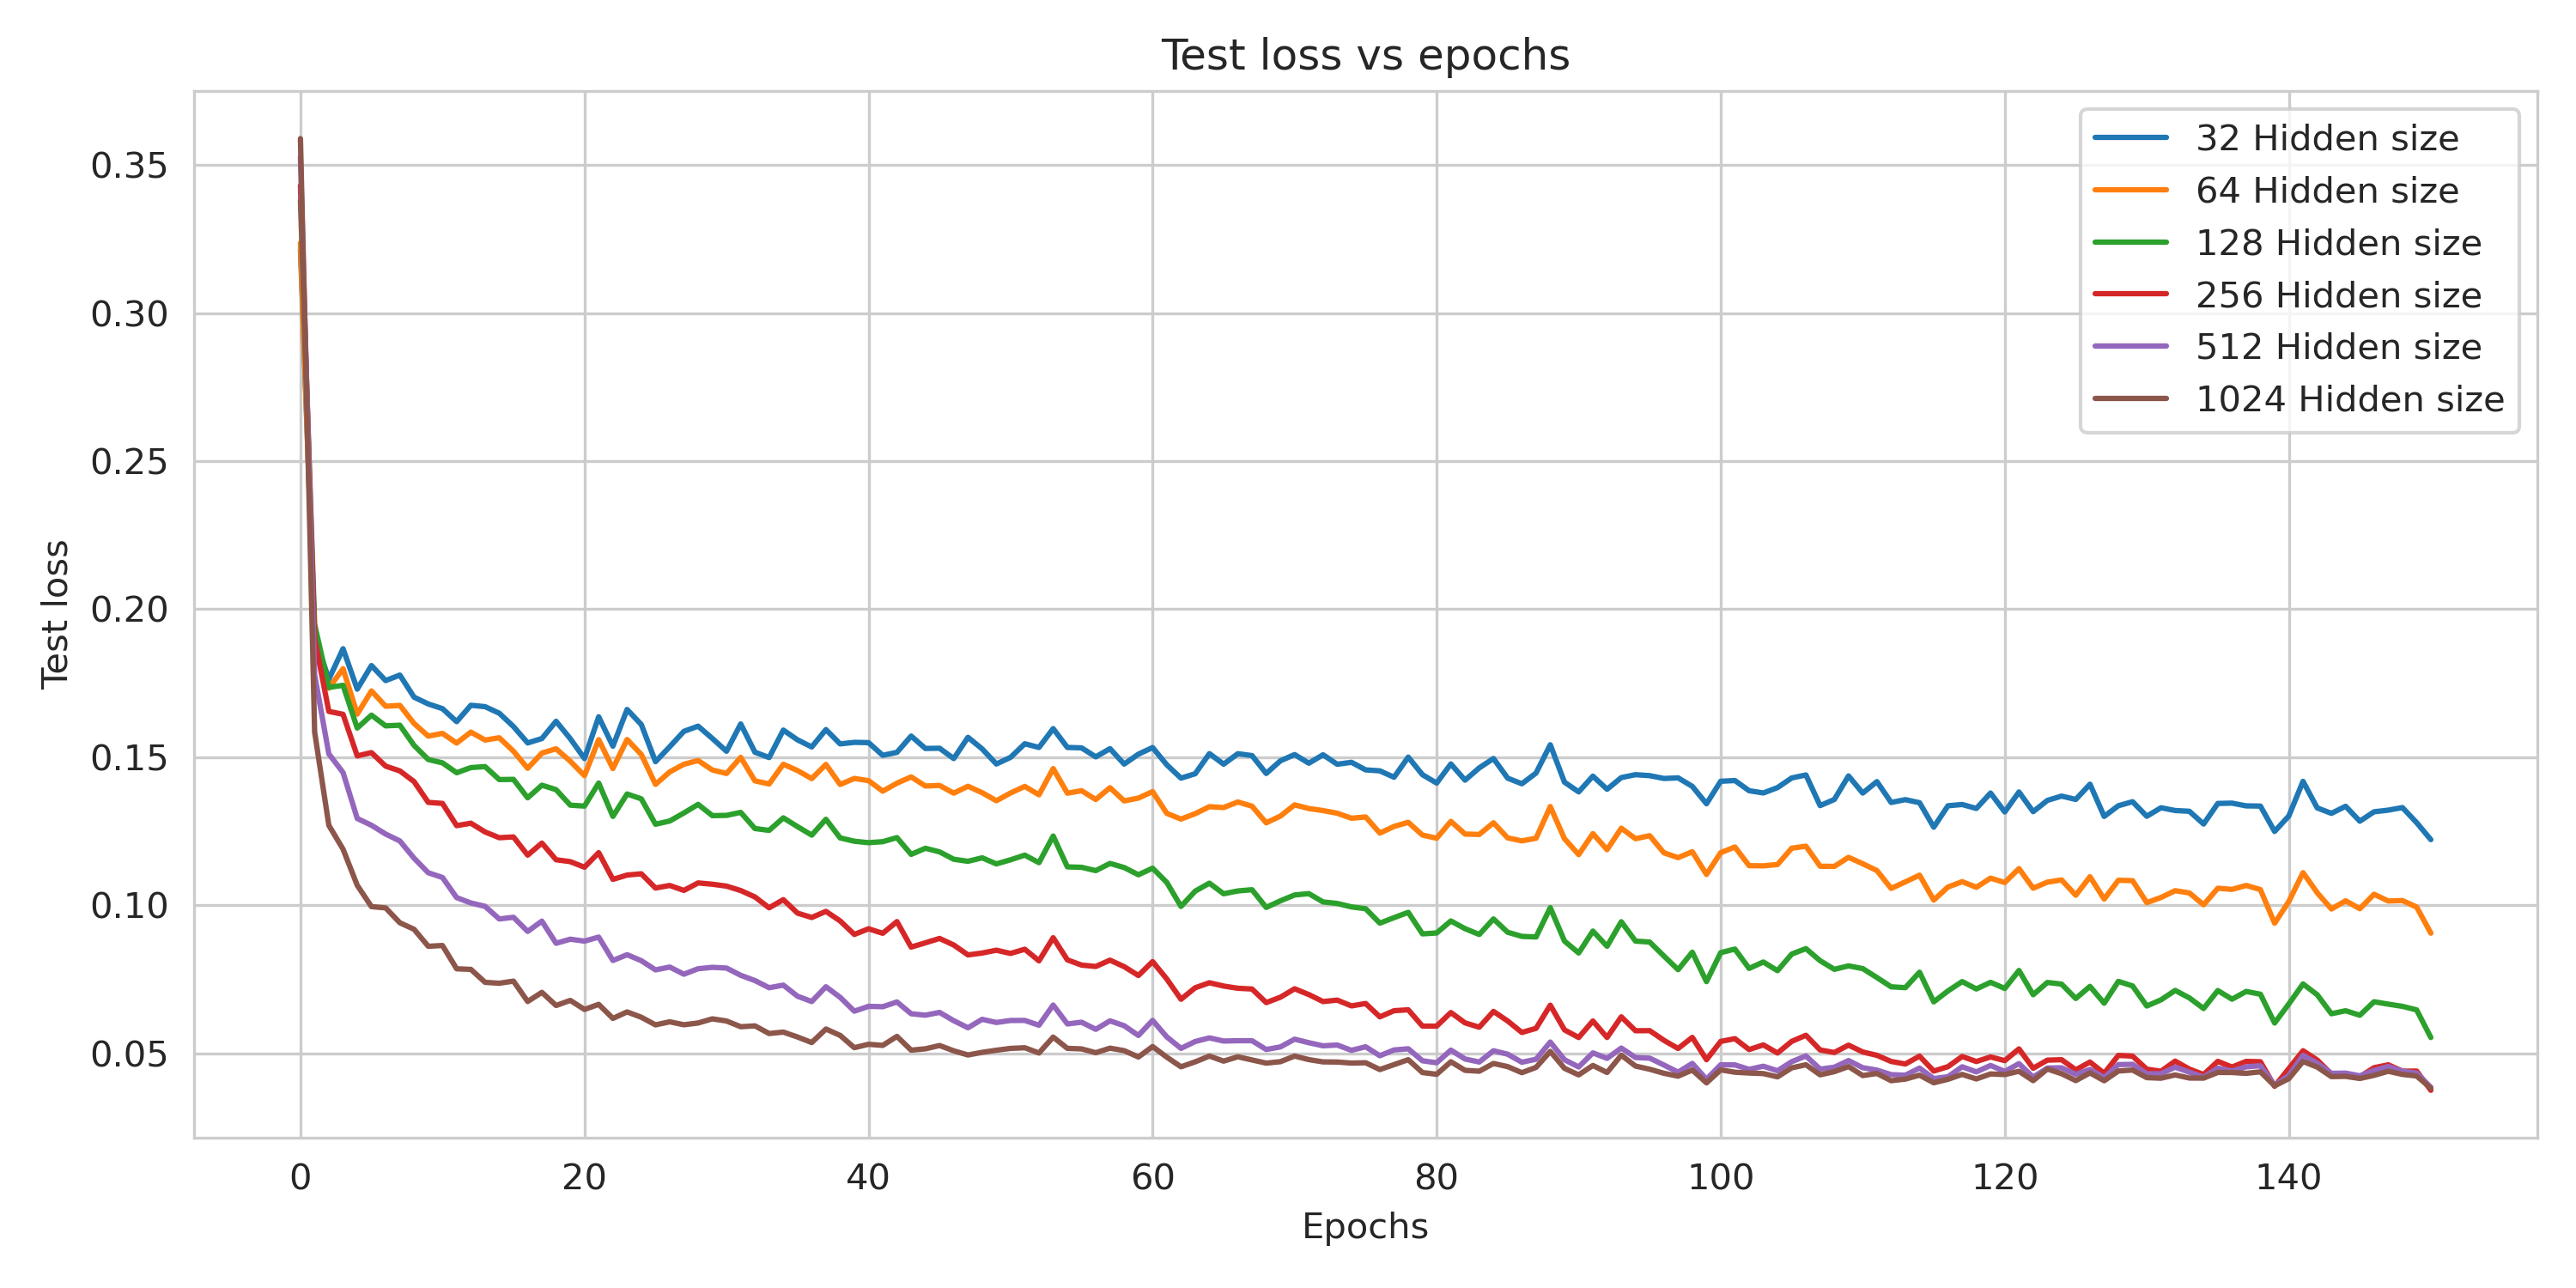 Test loss vs epochs
32 Hidden size
64 Hidden size
128 Hidden size
256 Hidden size
512 Hidden size
1024 Hidden size
Test loss
0.35
0.30
0.25
0.20
0.15
0.10
0.05
0 20 40 60 80 100 120 140
Epochs